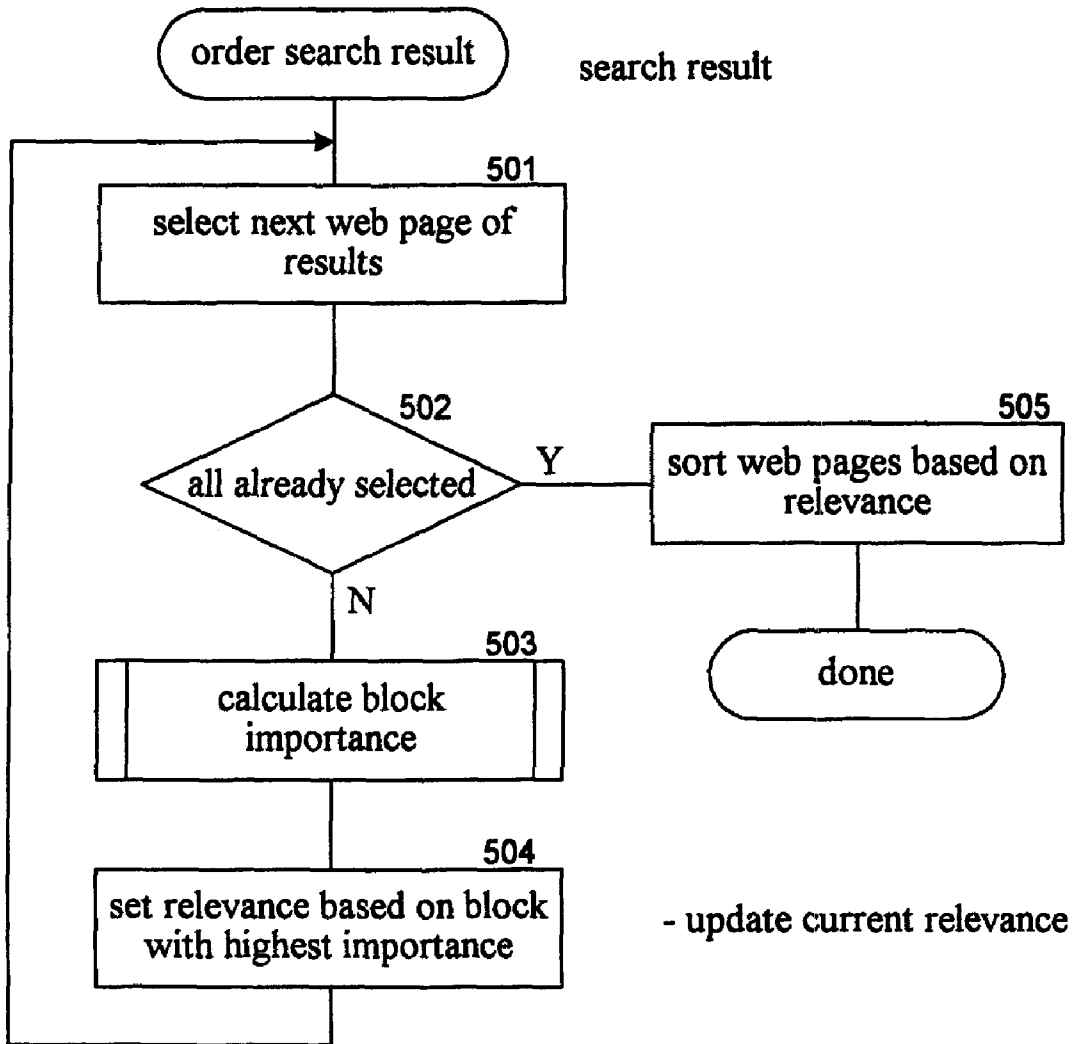 order search result
search result
501
select next web page of
results
502
all already selected
Y
505
sort web pages based on
relevance
N
503
calculate block
importance
done
504
set relevance based on block
with highest importance
- update current relevance